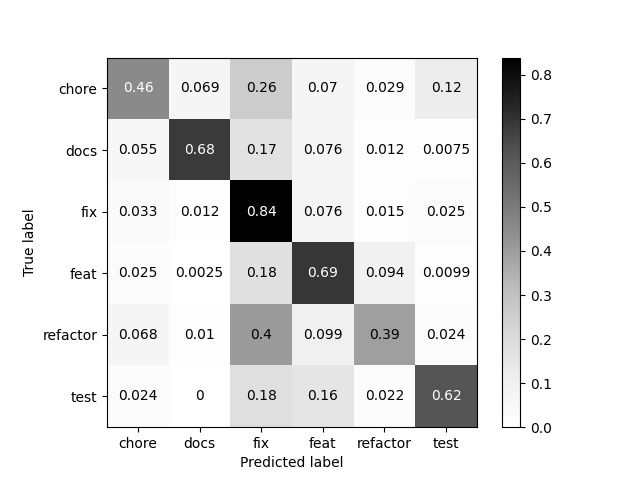 chore 0.46 0.069 0.26 0.07 0.029 0.12
docs 0.055 0.68 0.17 0.076 0.012 0.0075
fix 0.033 0.012 0.84 0.076 0.015 0.025
feat 0.025 0.0025 0.18 0.69 0.094 0.0099
refactor 0.068 0.01 0.4 0.099 0.39 0.024
test 0.024 0 0.18 0.16 0.022 0.62
chore docs fix feat refactor test
Predicted label
True label
0.8
0.7
0.6
0.5
0.4
0.3
0.2
0.1
0.0